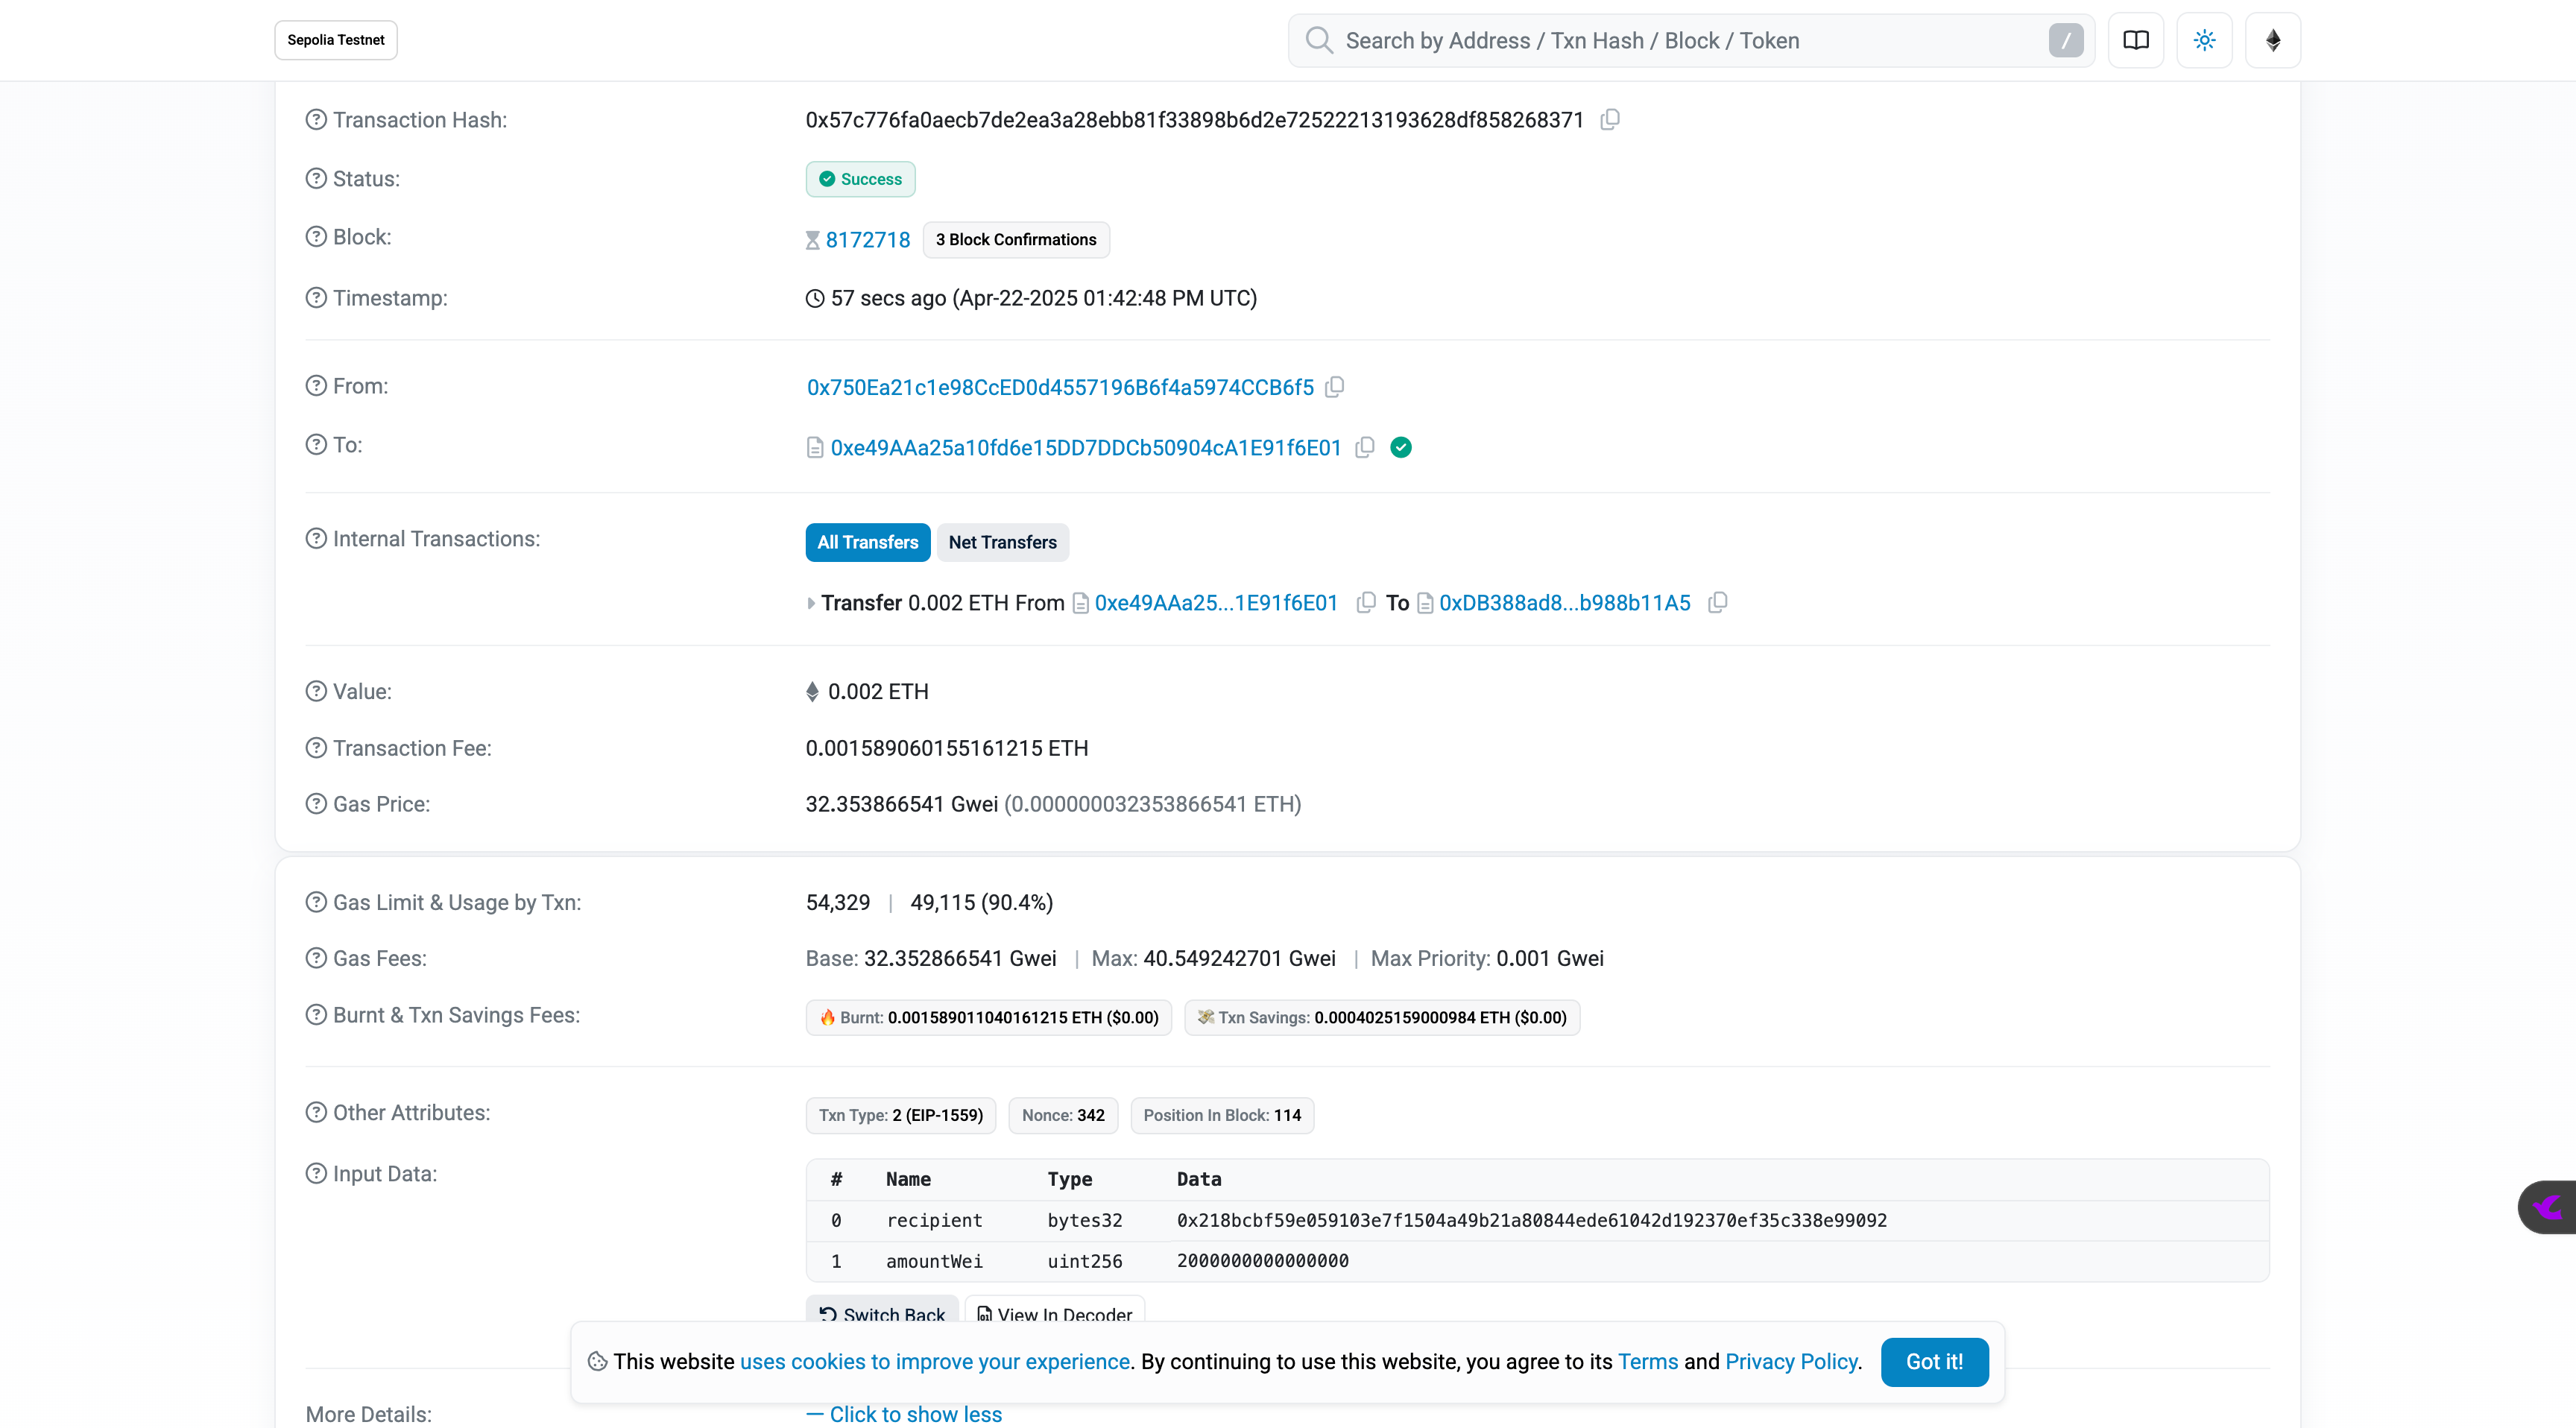 Sepolia Testnet
Search by Address / Txn Hash / Block / Token /
Transaction Hash: 0x57c776fa0aecb7de2ea3a28ebb81f33898b6d2e72522213193628df858268371
Status: Success
Block: 8172718 3 Block Confirmations
Timestamp: 57 secs ago (Apr-22-2025 01:42:48 PM UTC)
From: 0x750Ea21c1e98CcED0d4557196B6f4a5974CCB6f5
To: 0xe49AAa25a10fd6e15DD7DDCb50904cA1E91f6E01
Internal Transactions: All Transfers Net Transfers
Transfer 0.002 ETH From 0xe49AAa25...1E91f6E01 To 0xDB388ad8...b988b11A5
Value: 0.002 ETH
Transaction Fee: 0.001589060155161215 ETH
Gas Price: 32.353866541 Gwei (0.000000032353866541 ETH)
Gas Limit & Usage by Txn: 54,329 | 49,115 (90.4%)
Gas Fees: Base: 32.352866541 Gwei | Max: 40.549242701 Gwei | Max Priority: 0.001 Gwei
Burnt & Txn Savings Fees: Burnt: 0.001589011040161215 ETH ($0.00) Txn Savings: 0.0004025159000984 ETH ($0.00)
Other Attributes: Txn Type: 2 (EIP-1559) Nonce: 342 Position In Block: 114
Input Data: # Name Type Data
0 recipient bytes32 0x218bcbf59e059103e7f1504a49b21a80844ede61042d192370ef35c338e99092
1 amountWei uint256 2000000000000000
Switch Back View In Decoder
This website uses cookies to improve your experience. By continuing to use this website, you agree to its Terms and Privacy Policy. Got it!
More Details: — Click to show less